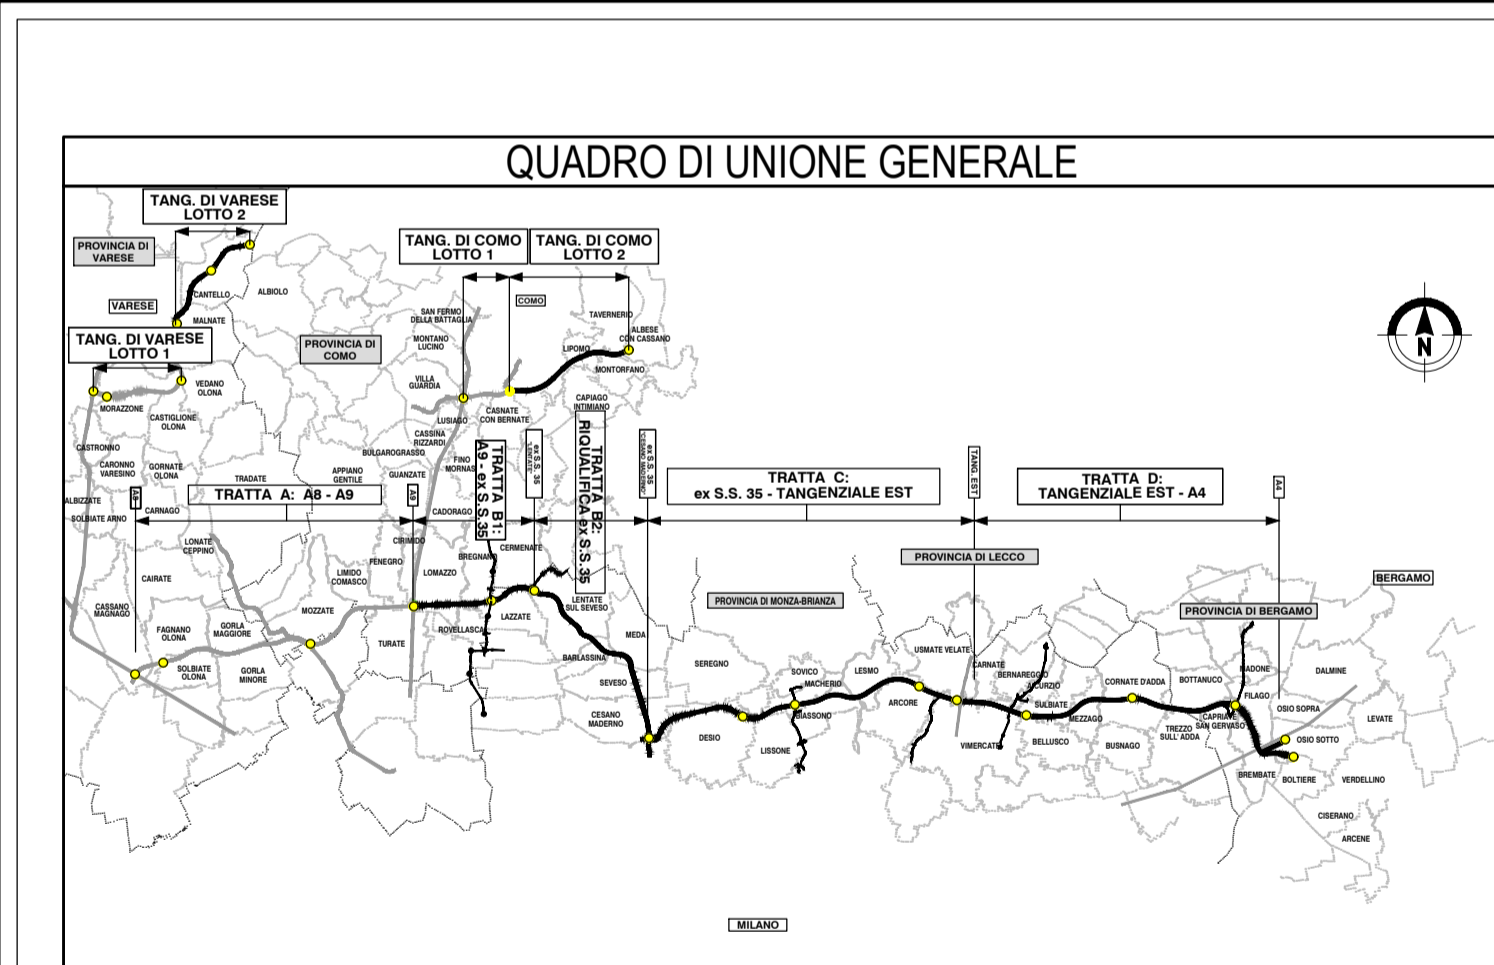 QUADRO DI UNIONE GENERALE
TANG. DI VARESE
LOTTO 2
PROVINCIA DI
VARESE
TANG. DI COMO
LOTTO 1
TANG. DI COMO
LOTTO 2
CANTELLO
ALBIOLO
VARESE
MALNATE
COMO
SAN FERMO
DELLA BATTAGLIA
TAVERNERIO
ALBESE
CON CASSANO
TANG. DI VARESE
LOTTO 1
PROVINCIA DI
COMO
MONTANO
LUCINO
LIPOMO
MONTORFANO
N
VEDANO
OLONA
VILLA
GUARDIA
MORAZZONE
CASTIGLIONE
OLONA
CAPIAGO
INTIMIANO
CASNATE
CON BERNATE
LUSIAGO
CASSINA
RIZZARDI
CASTRONNO
BULGAROGRASSO
CARONNO
VARESINO
GORNATE
OLONA
TRADATE
APPIANO
GENTILE
GUANZATE
FINO
MORNAS
TRATTA B1:
A9 - ex S.S.35
ex S.S. 35
TRATTA B2:
RIQUALIFICA ex S.S.35
ex S.S. 35
TANG. EST
A4
TRATTA C:
ex S.S. 35 - TANGENZIALE EST
TRATTA D:
TANGENZIALE EST - A4
ALBIZZATE
A8
TRATTA A: A8 - A9
A9
SOLBIATE ARNO
CARNAGO
CADORAGO
LONATE
CEPPINO
CIRIMIDO
CERMENATE
FENEGRO
BREGNANO
PROVINCIA DI LECCO
CAIRATE
LIMIDO
COMASCO
LOMAZZO
BERGAMO
CASSANO
MAGNAGO
MOZZATE
LAZZATE
LENTATE
SUL SEVESO
PROVINCIA DI MONZA-BRIANZA
PROVINCIA DI BERGAMO
FAGNANO
OLONA
GORLA
MAGGIORE
ROVELLASCA
TURATE
MEDA
BARLASSINA
SEREGNO
USMATE VELATE
SOLBIATE
OLONA
GORLA
MINORE
SEVESO
SOVICO
MACHERIO
LESMO
CARNATE
BERNAREGGIO
AICURZIO
CORNATE D'ADDA
BOTTANUCO
MADONE
DALMINE
FILAGO
CESANO
MADERNO
BIASSONO
ARCORE
SULBIATE
MEZZAGO
CAPRIATE
SAN GERVASO
OSIO SOPRA
LEVATE
DESIO
LISSONE
VIMERCATE
BELLUSCO
BUSNAGO
TREZZO
SULL' ADDA
OSIO SOTTO
BREMBATE
BOLTIERE
VERDELLINO
CISERANO
ARCENE
MILANO